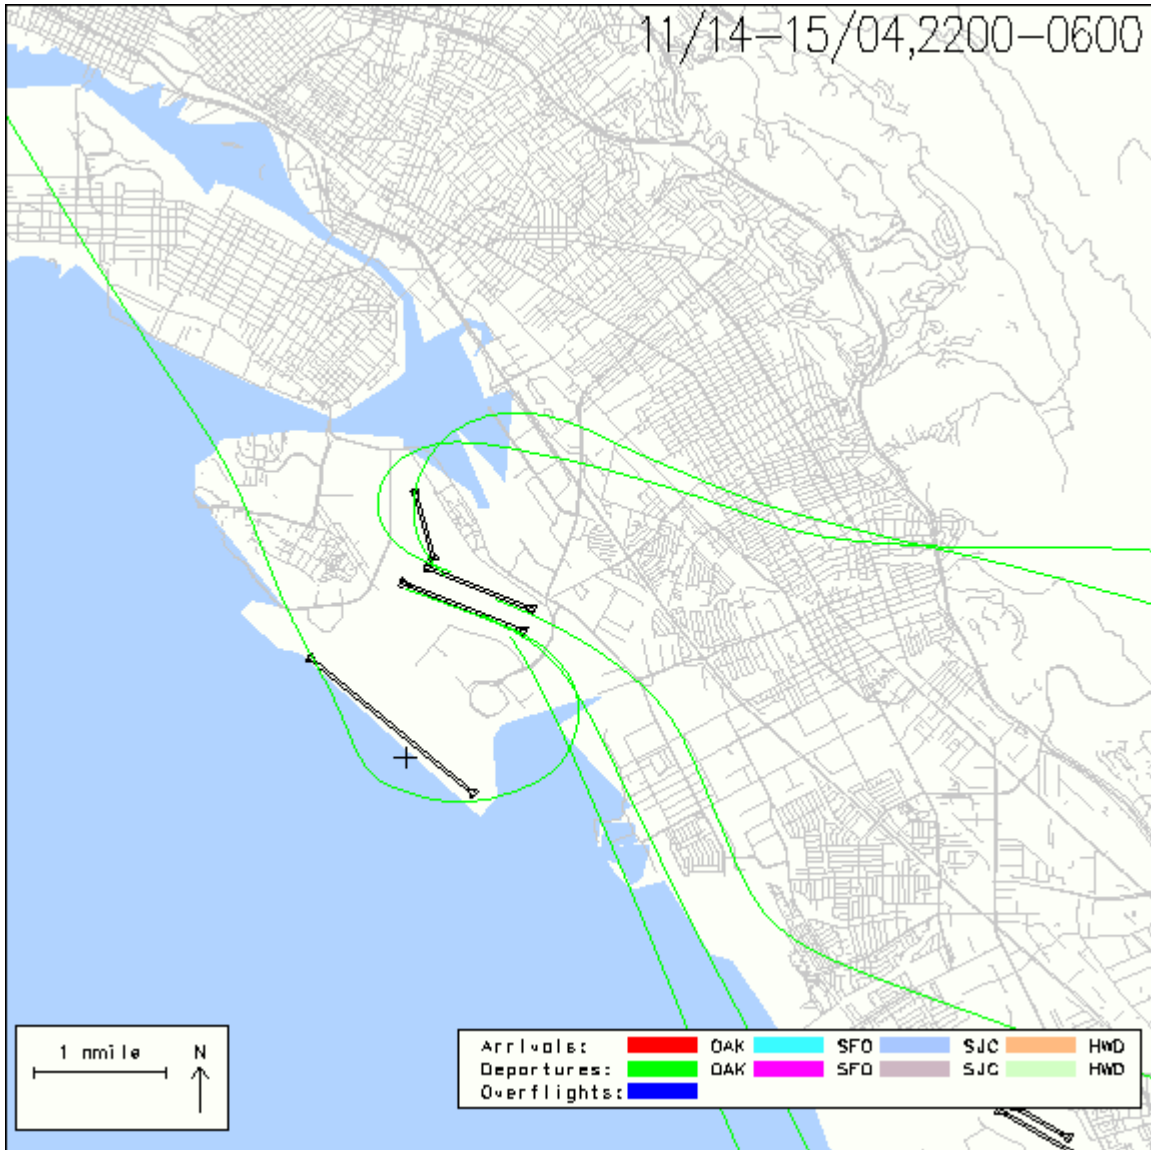 11/14-15/04,2200-0600
1 nmile N
Arrivals: OAK SFO SJC HWD
Departures: OAK SFO SJC HWD
Overflights: